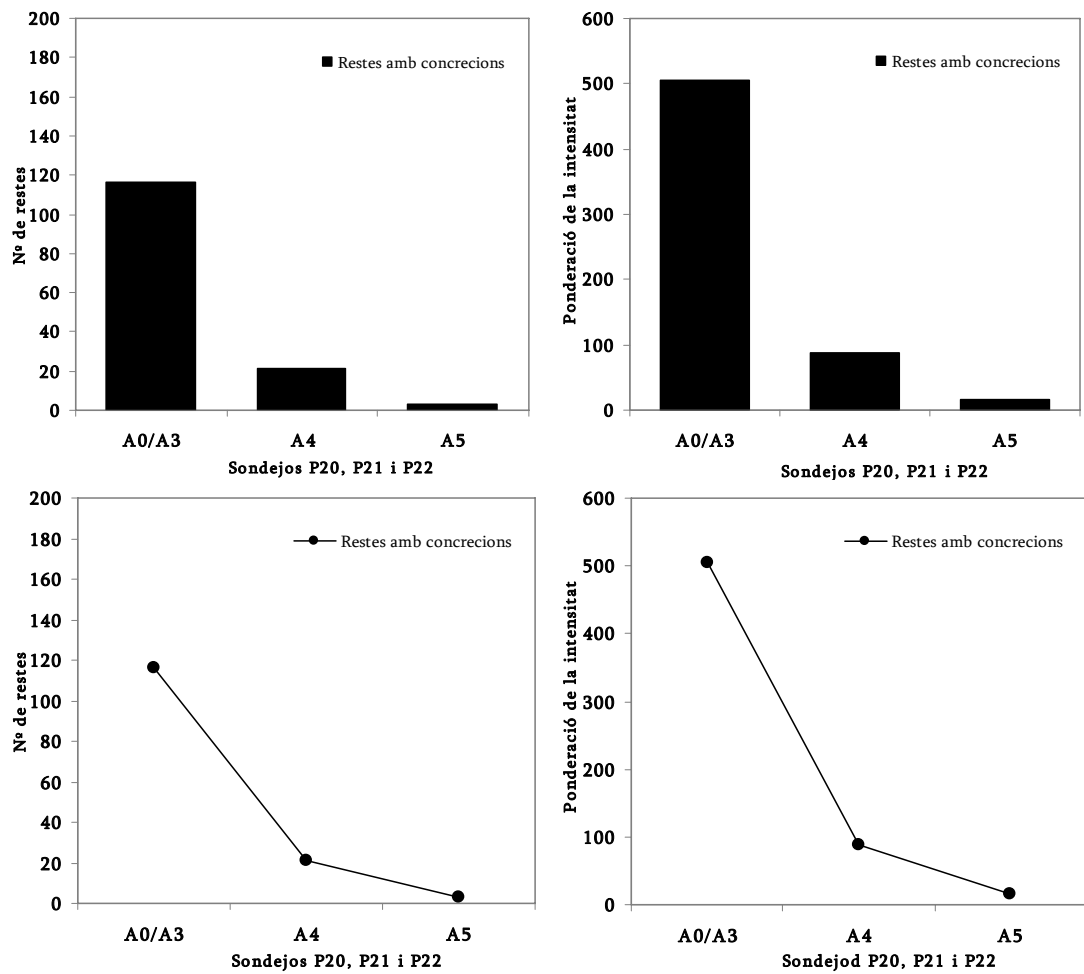 200
180
160
140
120
100
80
60
40
20
0
Nº de restes
Restes amb concrecions
A0/A3 A4 A5
Sondejos P20, P21 i P22
600
500
400
300
200
100
0
Ponderació de la intensitat
Restes amb concrecions
A0/A3 A4 A5
Sondejos P20, P21 i P22
200
180
160
140
120
100
80
60
40
20
0
Nº de restes
Restes amb concrecions
A0/A3 A4 A5
Sondejos P20, P21 i P22
600
500
400
300
200
100
0
Ponderació de la intensitat
Restes amb concrecions
A0/A3 A4 A5
Sondejod P20, P21 i P22